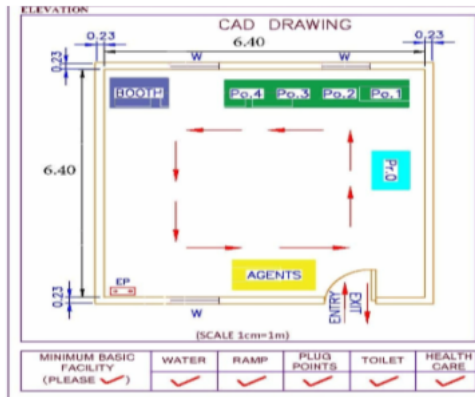 ELEVATION
CAD DRAWING
0.23
6.40
0.23
W
W
0.23
BOOTH
Po.4 Po.3 Po.2 Po.1
6.40
Pr.O
AGENTS
EP
0.23
W
ENTRY
EXIT
(SCALE 1cm=1m)
MINIMUM BASIC FACILITY (PLEASE ✓)
WATER
RAMP
PLUG POINTS
TOILET
HEALTH CARE
✓ ✓ ✓ ✓ ✓